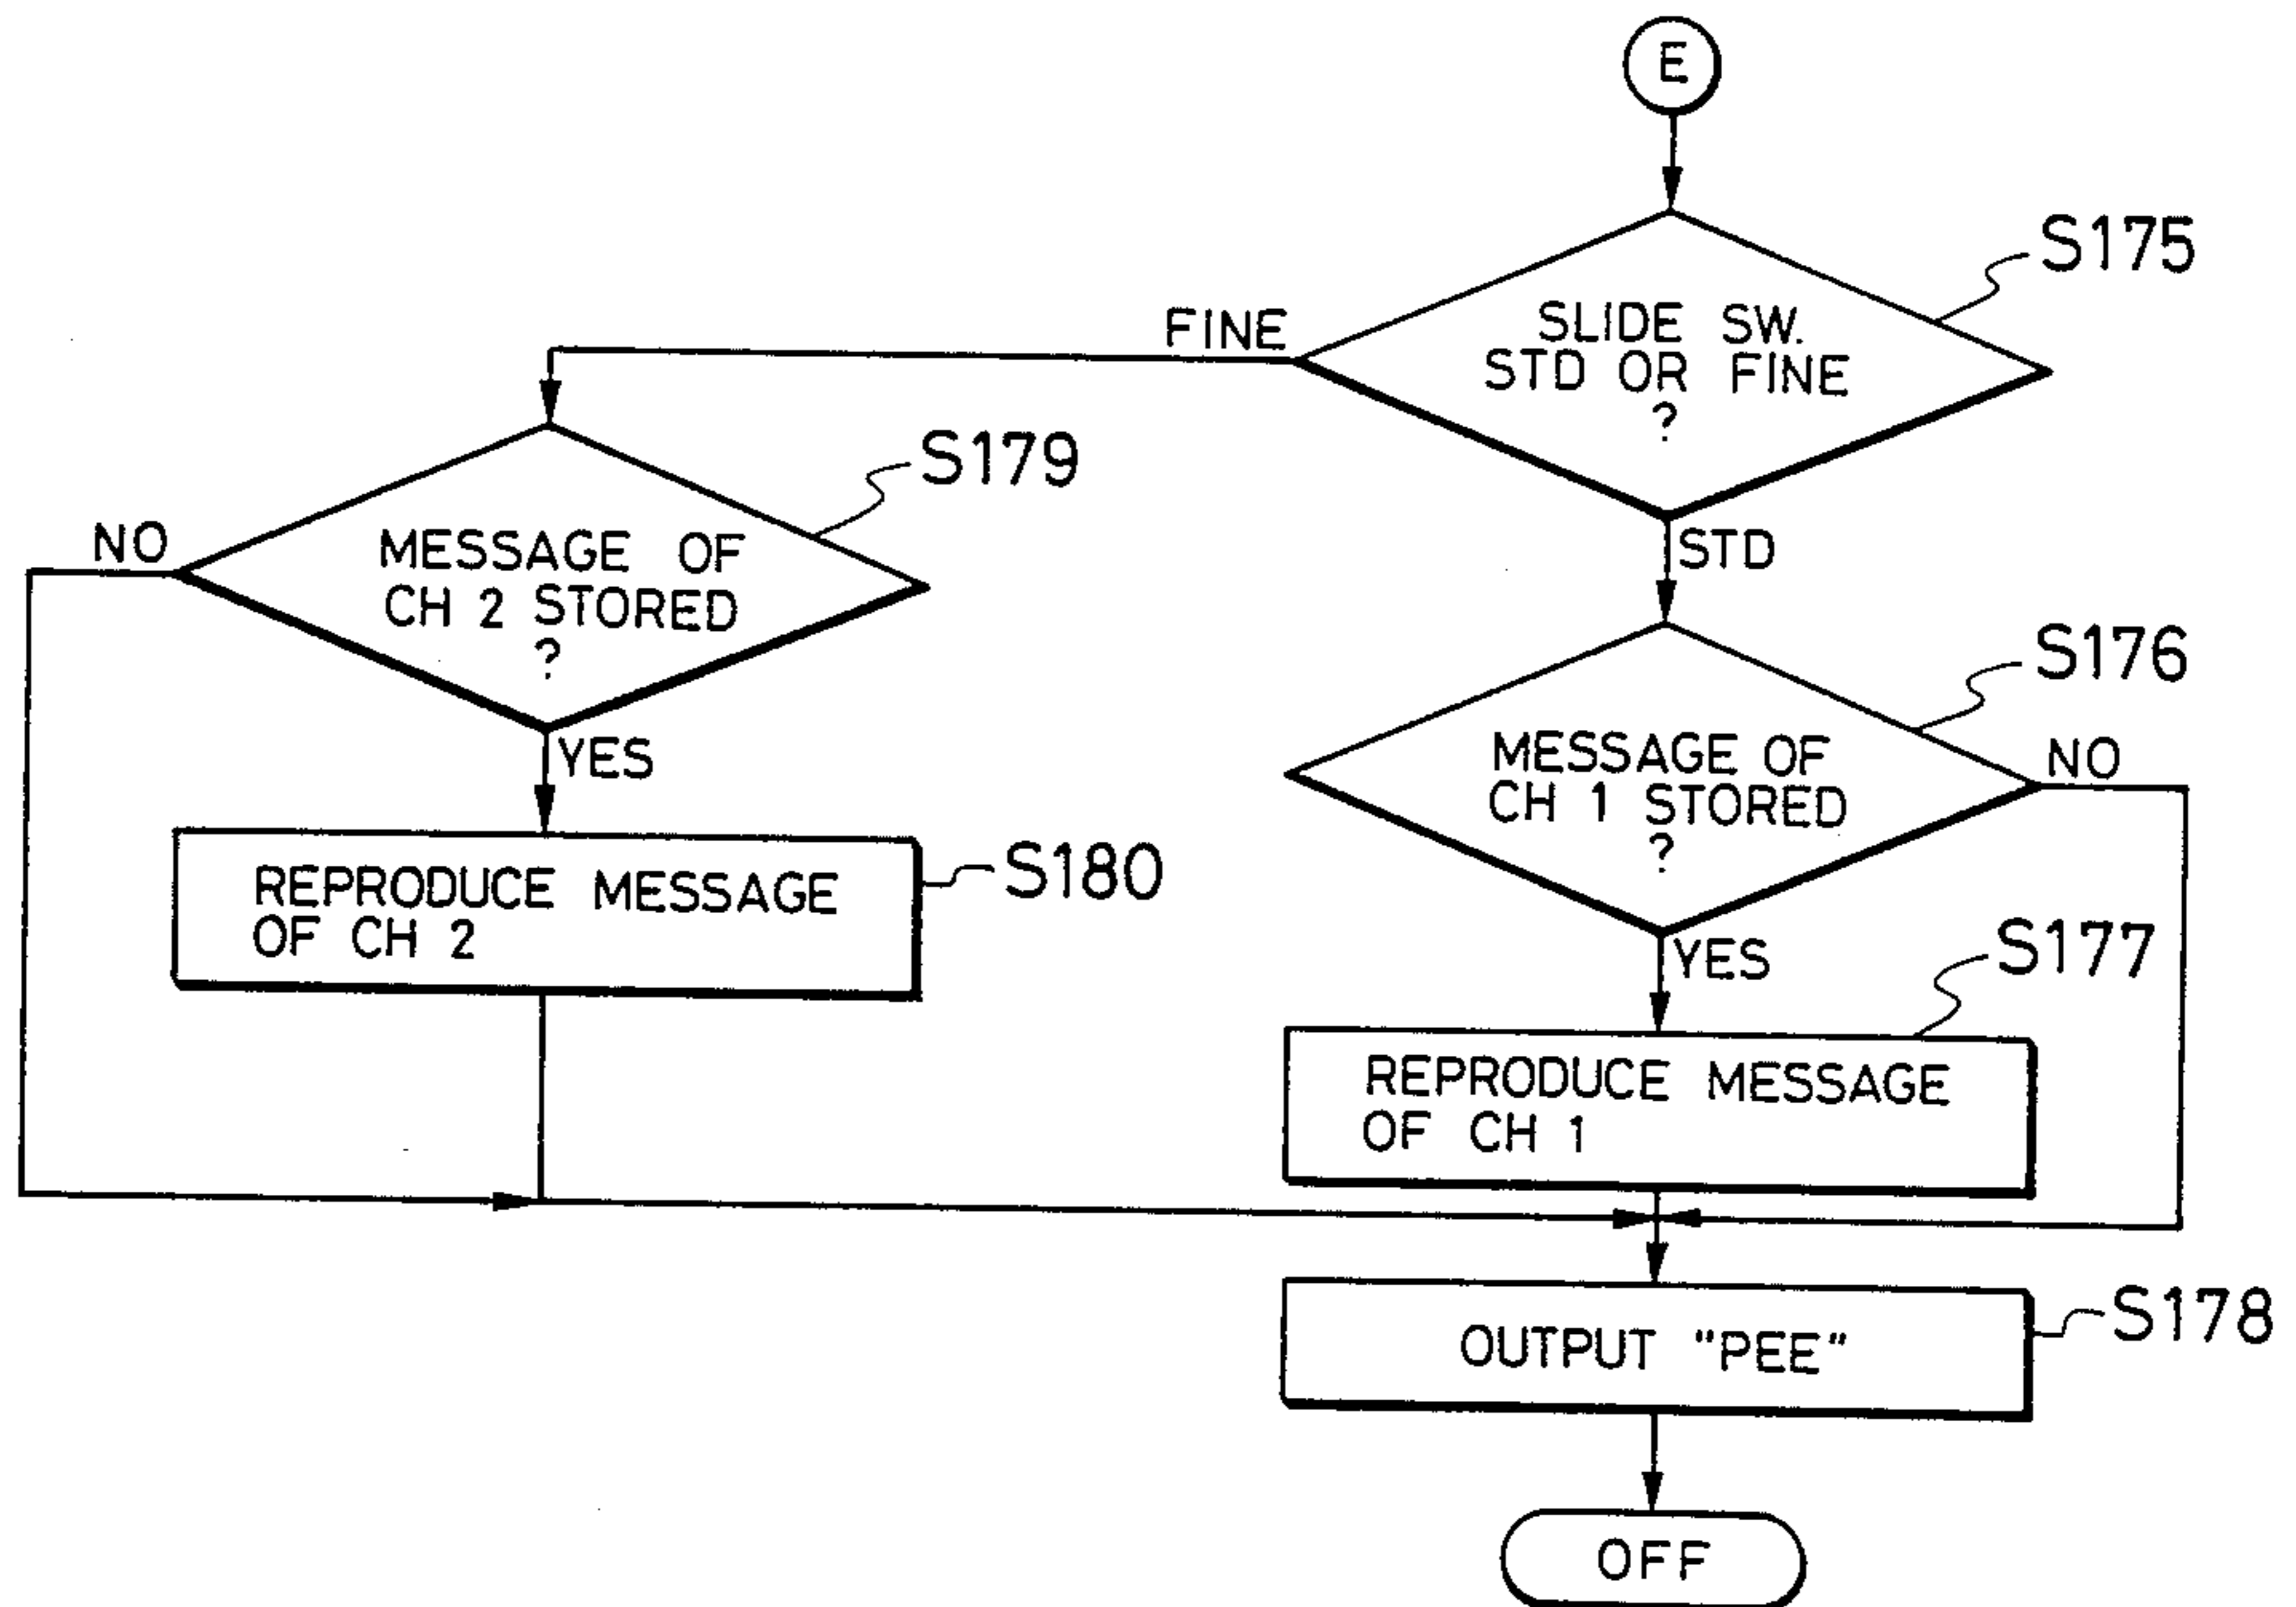 E
S175
SLIDE SW.
STD OR FINE
?
FINE
STD
S179
MESSAGE OF
CH 2 STORED
?
NO
YES
S176
MESSAGE OF
CH 1 STORED
?
NO
YES
S180
REPRODUCE MESSAGE
OF CH 2
S177
REPRODUCE MESSAGE
OF CH 1
S178
OUTPUT "PEE"
OFF